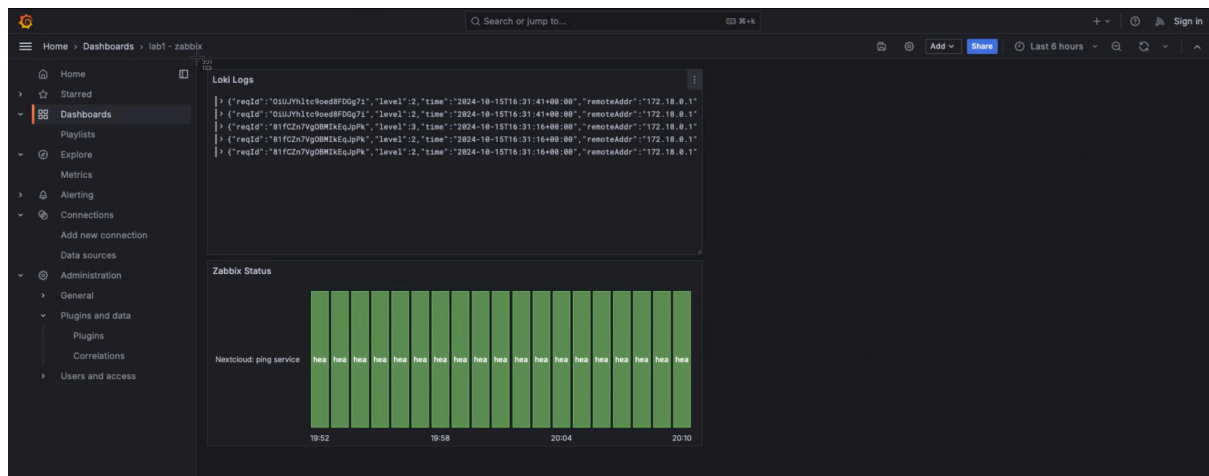 Search or jump to... ⌘+k Sign in
Home > Dashboards > lab1 - zabbix Add Share Last 6 hours
Home
Starred
Dashboards
Playlists
Explore
Metrics
Alerting
Connections
Add new connection
Data sources
Administration
General
Plugins and data
Plugins
Correlations
Users and access
Loki Logs
> {"reqId":"OiUJYhltc9oed8FDGg7i","level":2,"time":"2024-10-15T16:31:41+00:00","remoteAddr":"172.18.0.1"
> {"reqId":"OiUJYhltc9oed8FDGg7i","level":2,"time":"2024-10-15T16:31:41+00:00","remoteAddr":"172.18.0.1"
> {"reqId":"81fCZn7VgOBMIkEqJpPk","level":3,"time":"2024-10-15T16:31:16+00:00","remoteAddr":"172.18.0.1"
> {"reqId":"81fCZn7VgOBMIkEqJpPk","level":2,"time":"2024-10-15T16:31:16+00:00","remoteAddr":"172.18.0.1"
> {"reqId":"81fCZn7VgOBMIkEqJpPk","level":2,"time":"2024-10-15T16:31:16+00:00","remoteAddr":"172.18.0.1"
Zabbix Status
Nextcloud: ping service hea hea hea hea hea hea hea hea hea hea hea hea hea hea hea hea hea hea hea
19:52 19:58 20:04 20:10